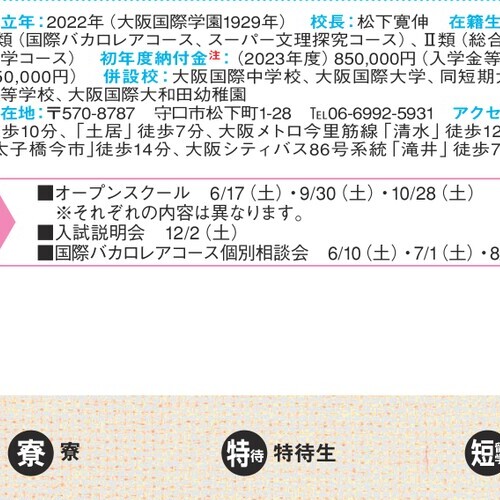 立年：2022年（大阪国際学園1929年） 校長：松下寛伸 在籍生
類（国際バカロレアコース、スーパー文理探究コース）、Ⅱ類（総合
学コース） 初年度納付金注：（2023年度）850,000円（入学金等
50,000円） 併設校：大阪国際中学校、大阪国際大学、同短期大
等学校、大阪国際大和田幼稚園
在地：〒570-8787 守口市松下町1-28 ℡06-6992-5931 アクセ
歩10分、「土居」徒歩7分、大阪メトロ今里筋線「清水」徒歩12
太子橋今市」徒歩14分、大阪シティバス86号系統「滝井」徒歩7
■オープンスクール 6/17（土）・9/30（土）・10/28（土）
※それぞれの内容は異なります。
■入試説明会 12/2（土）
■国際バカロレアコース個別相談会 6/10（土）・7/1（土）・8
寮 寮 特待 特待生 短